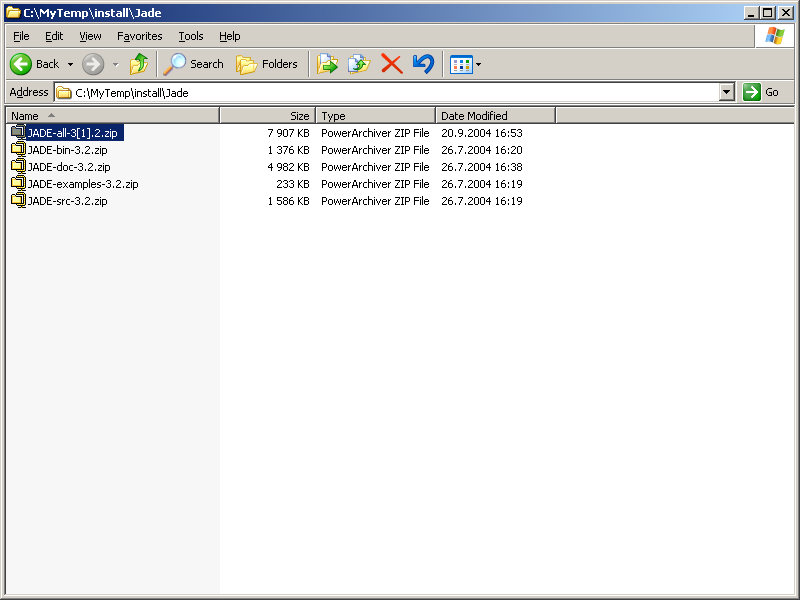 C:\MyTemp\install\Jade
File Edit View Favorites Tools Help
Back Search Folders
Address C:\MyTemp\install\Jade Go
Name Size Type Date Modified
JADE-all-3[1].2.zip 7 907 KB PowerArchiver ZIP File 20.9.2004 16:53
JADE-bin-3.2.zip 1 376 KB PowerArchiver ZIP File 26.7.2004 16:20
JADE-doc-3.2.zip 4 982 KB PowerArchiver ZIP File 26.7.2004 16:38
JADE-examples-3.2.zip 233 KB PowerArchiver ZIP File 26.7.2004 16:19
JADE-src-3.2.zip 1 586 KB PowerArchiver ZIP File 26.7.2004 16:19